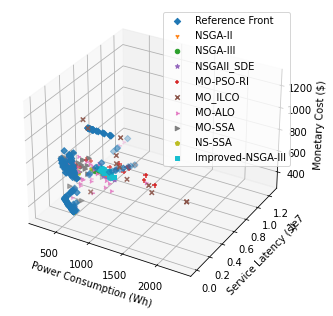 Reference Front
NSGA-II
NSGA-III
NSGAII_SDE
MO-PSO-RI
MO_ILCO
MO-ALO
MO-SSA
NS-SSA
Improved-NSGA-III
1200
1000
800
600
400
Monetary Cost ($)
500
1000
1500
2000
Power Consumption (Wh)
0.0
0.2
0.4
0.6
0.8
1.0
1.2
1e7
Service Latency (s)